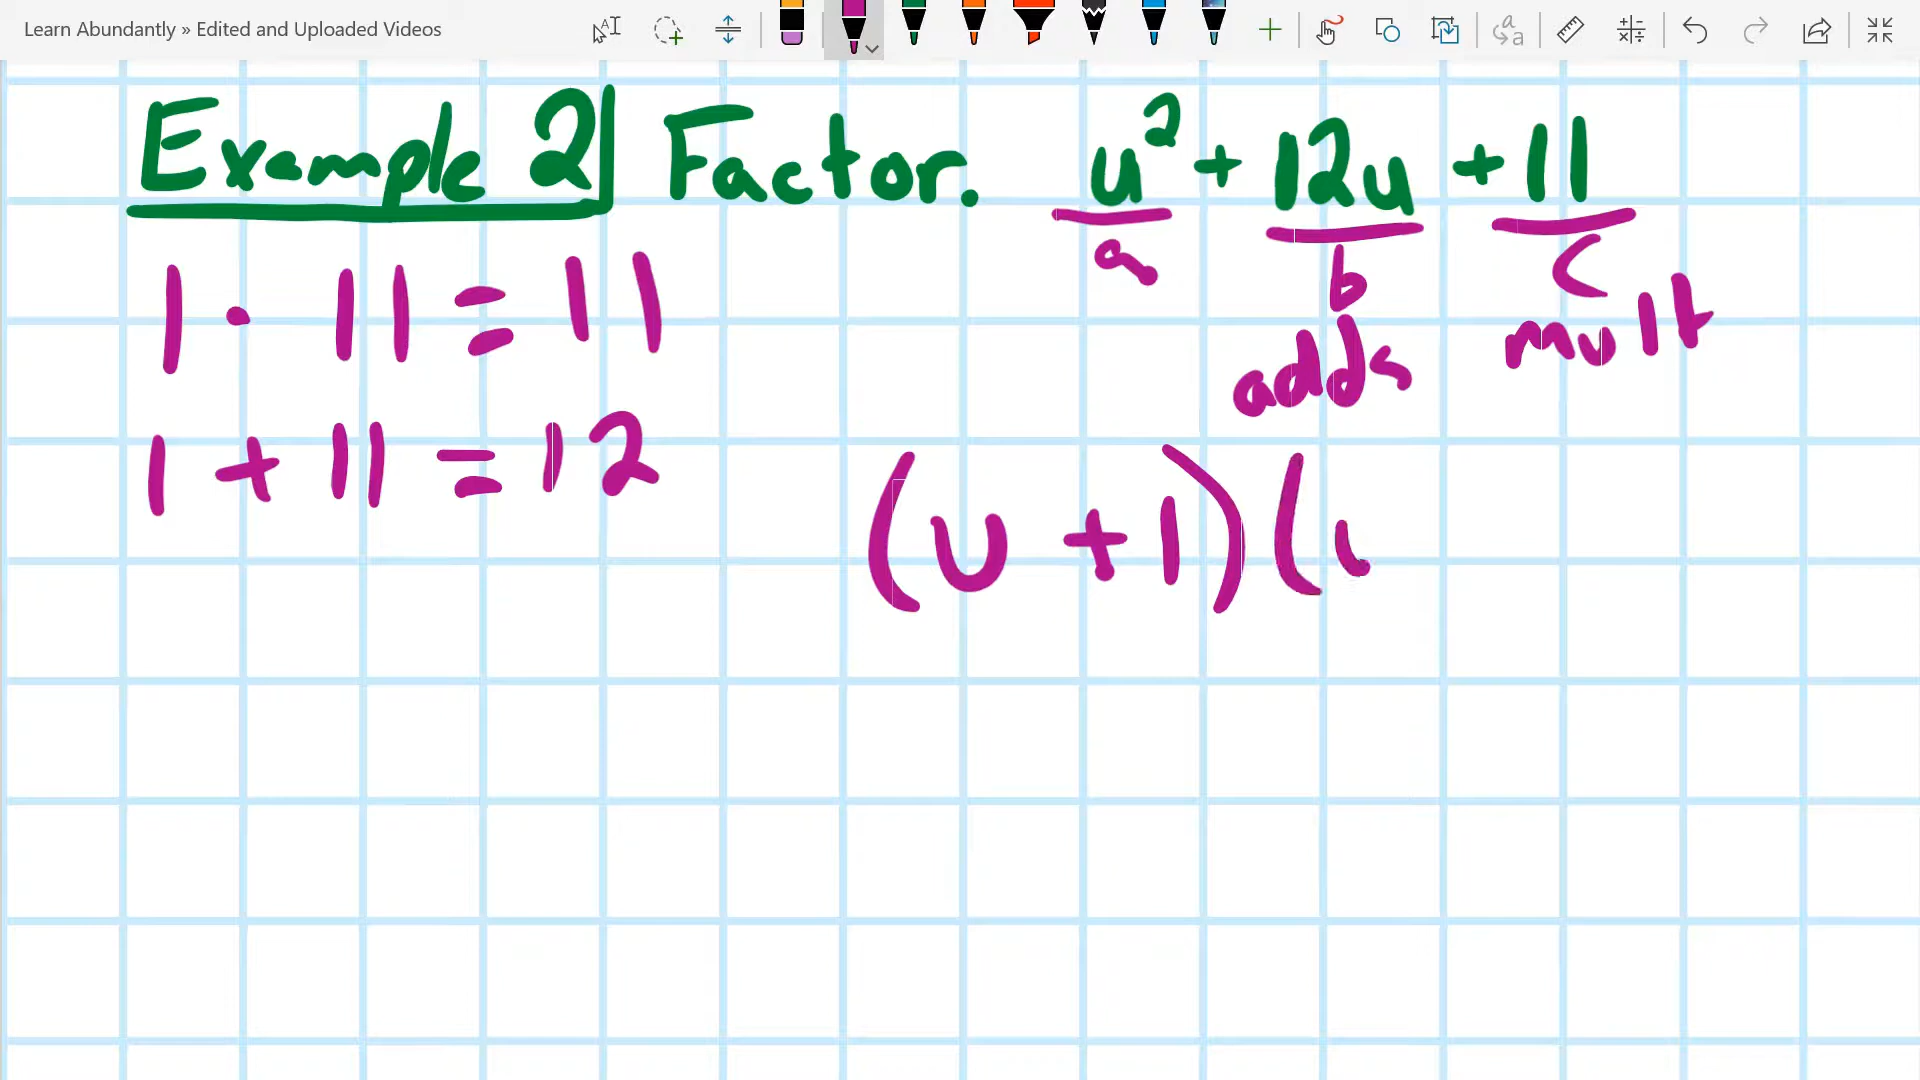 Learn Abundantly » Edited and Uploaded Videos
Example 2 Factor. u² + 12u + 11
a b c
1 · 11 = 11
adds mult
1 + 11 = 12
(u + 1)(u